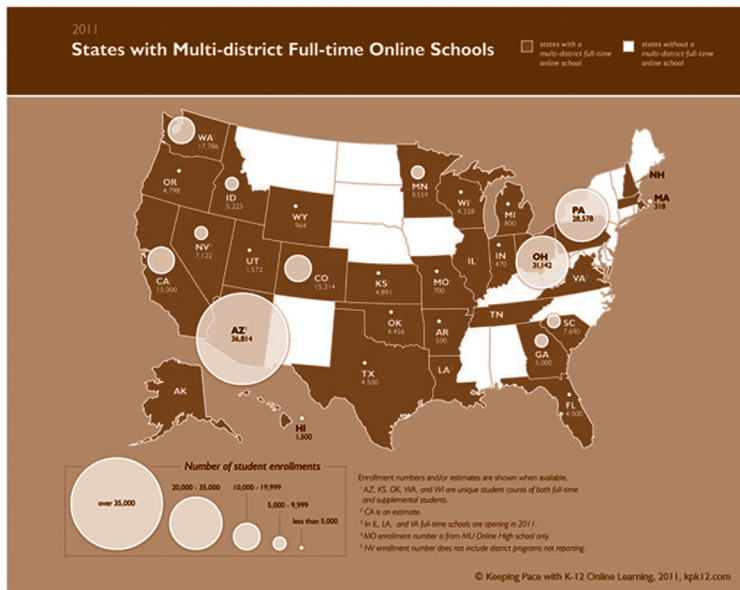 2011
States with Multi-district Full-time Online Schools
states with a
multi-district full-time
online school
states without a
multi-district full-time
online school
WA
17,786
OR
4,798
ID
5,223
MN
9,559
NH
MA
318
WY
964
WI
4,328
MI
800
PA
28,578
NV
7,122
UT
1,572
CA
15,000
CO
15,314
KS
4,891
MO
700
IL
IN
470
OH
31,142
VA
AZ
36,814
OK
4,456
AR
500
TN
SC
7,690
GA
5,000
TX
4,500
LA
FL
4,000
AK
HI
1,500
Number of student enrollments
over 35,000
20,000 - 35,000
10,000 - 19,999
5,000 - 9,999
less than 5,000
Enrollment numbers and/or estimates are shown when available.
¹ AZ, KS, OK, WA, and WI are unique student counts of both full-time
and supplemental students.
² CA is an estimate.
³ In IL, LA, and VA full-time schools are opening in 2011.
⁴ MO enrollment number is from MU Online High school only.
⁵ NV enrollment number does not include district programs not reporting.
© Keeping Pace with K-12 Online Learning, 2011, kpk12.com